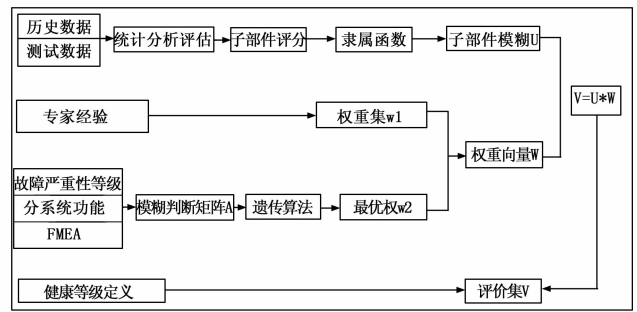 历史数据
测试数据
统计分析评估
子部件评分
隶属函数
子部件模糊U
V=U*W
专家经验
权重集w1
权重向量W
故障严重性等级
分系统功能
FMEA
模糊判断矩阵A
遗传算法
最优权w2
健康等级定义
评价集V